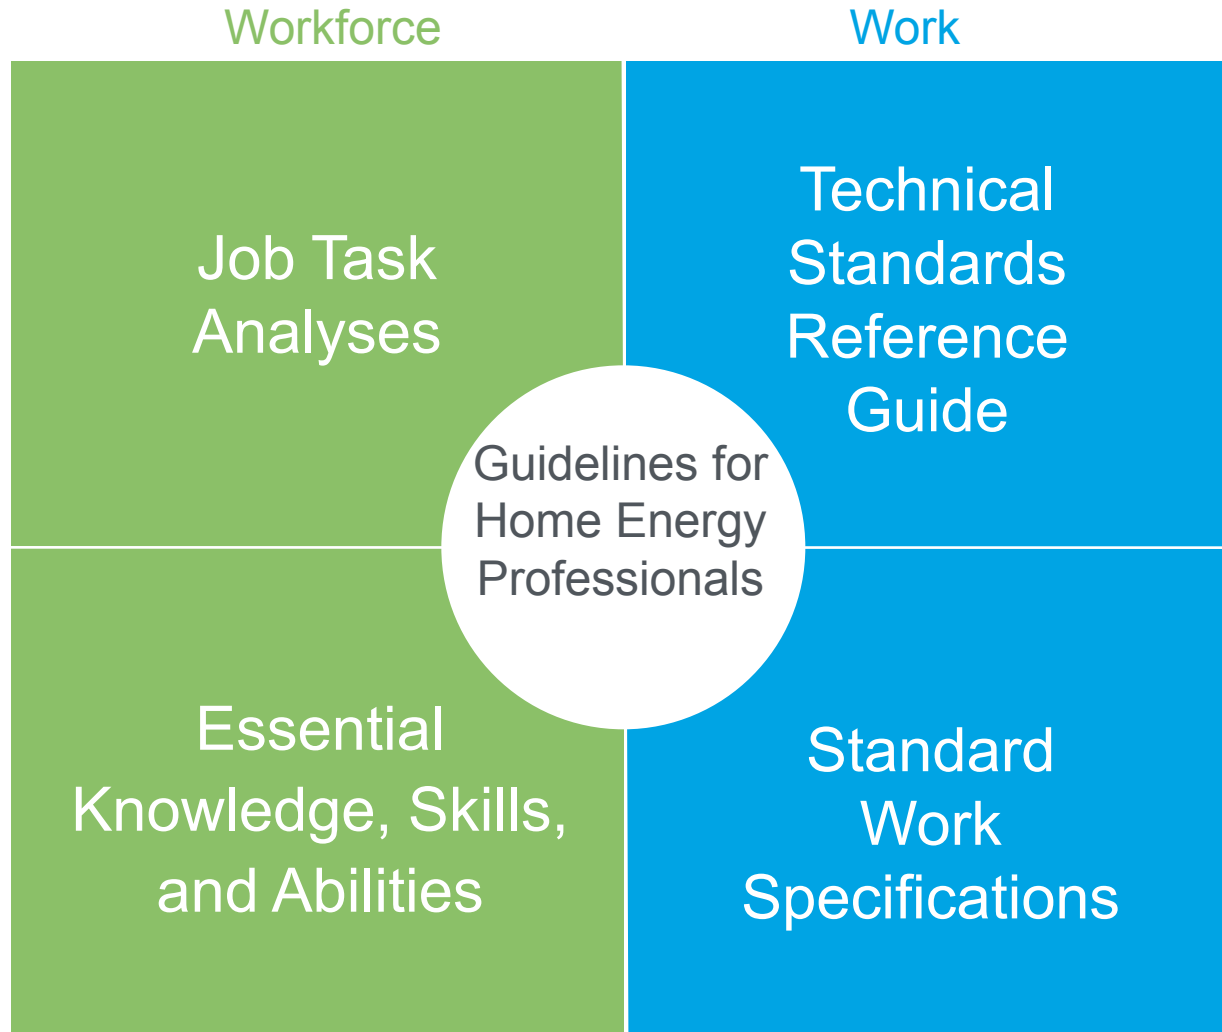 Workforce
Work
Job Task
Analyses
Technical
Standards
Reference
Guide
Guidelines for
Home Energy
Professionals
Essential
Knowledge, Skills,
and Abilities
Standard
Work
Specifications